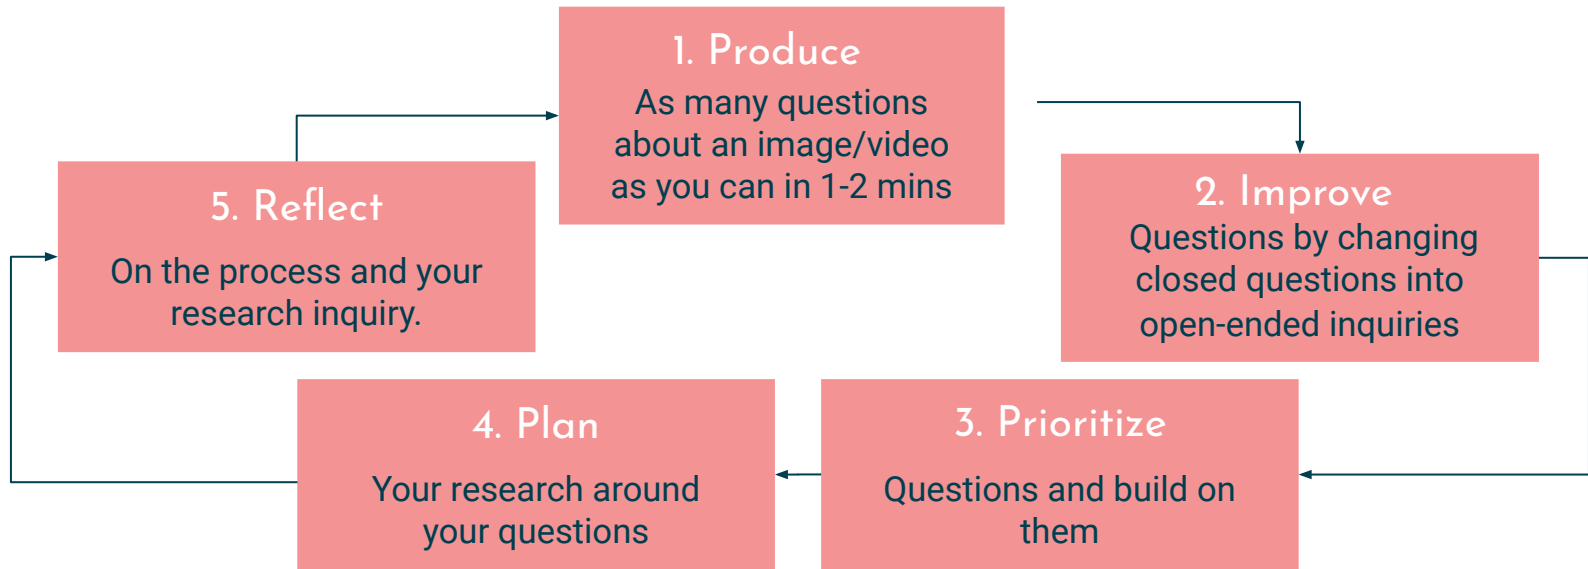 1. Produce
As many questions
about an image/video
as you can in 1-2 mins
2. Improve
Questions by changing
closed questions into
open-ended inquiries
3. Prioritize
Questions and build on
them
4. Plan
Your research around
your questions
5. Reflect
On the process and your
research inquiry.